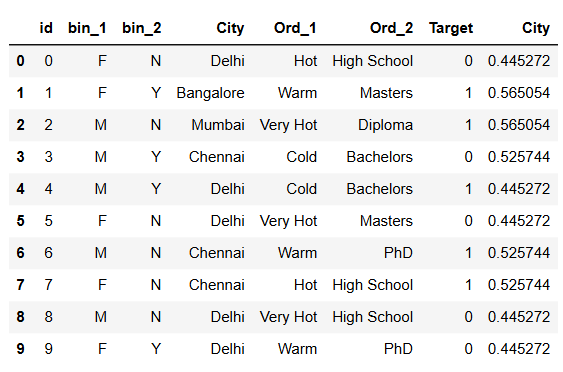 id bin_1 bin_2 City Ord_1 Ord_2 Target City
0 0 F N Delhi Hot High School 0 0.445272
1 1 F Y Bangalore Warm Masters 1 0.565054
2 2 M N Mumbai Very Hot Diploma 1 0.565054
3 3 M Y Chennai Cold Bachelors 0 0.525744
4 4 M Y Delhi Cold Bachelors 1 0.445272
5 5 F N Delhi Very Hot Masters 0 0.445272
6 6 M N Chennai Warm PhD 1 0.525744
7 7 F N Chennai Hot High School 1 0.525744
8 8 M N Delhi Very Hot High School 0 0.445272
9 9 F Y Delhi Warm PhD 0 0.445272